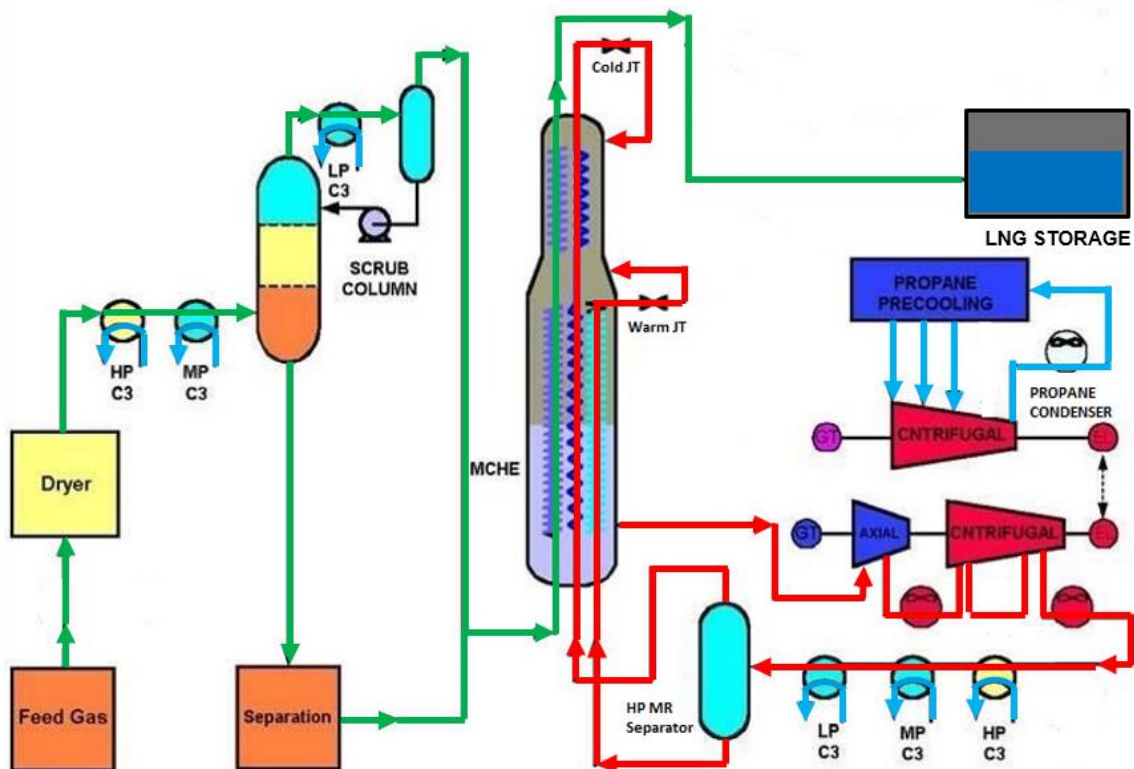 Cold JT
LP
C3
SCRUB
COLUMN
LNG STORAGE
PROPANE
PRECOOLING
Warm JT
HP
C3
MP
C3
PROPANE
CONDENSER
GT
CNTRIFUGAL
EL
Dryer
MCHE
GT
AXIAL
CNTRIFUGAL
EL
Feed Gas
Separation
HP MR
Separator
LP
C3
MP
C3
HP
C3